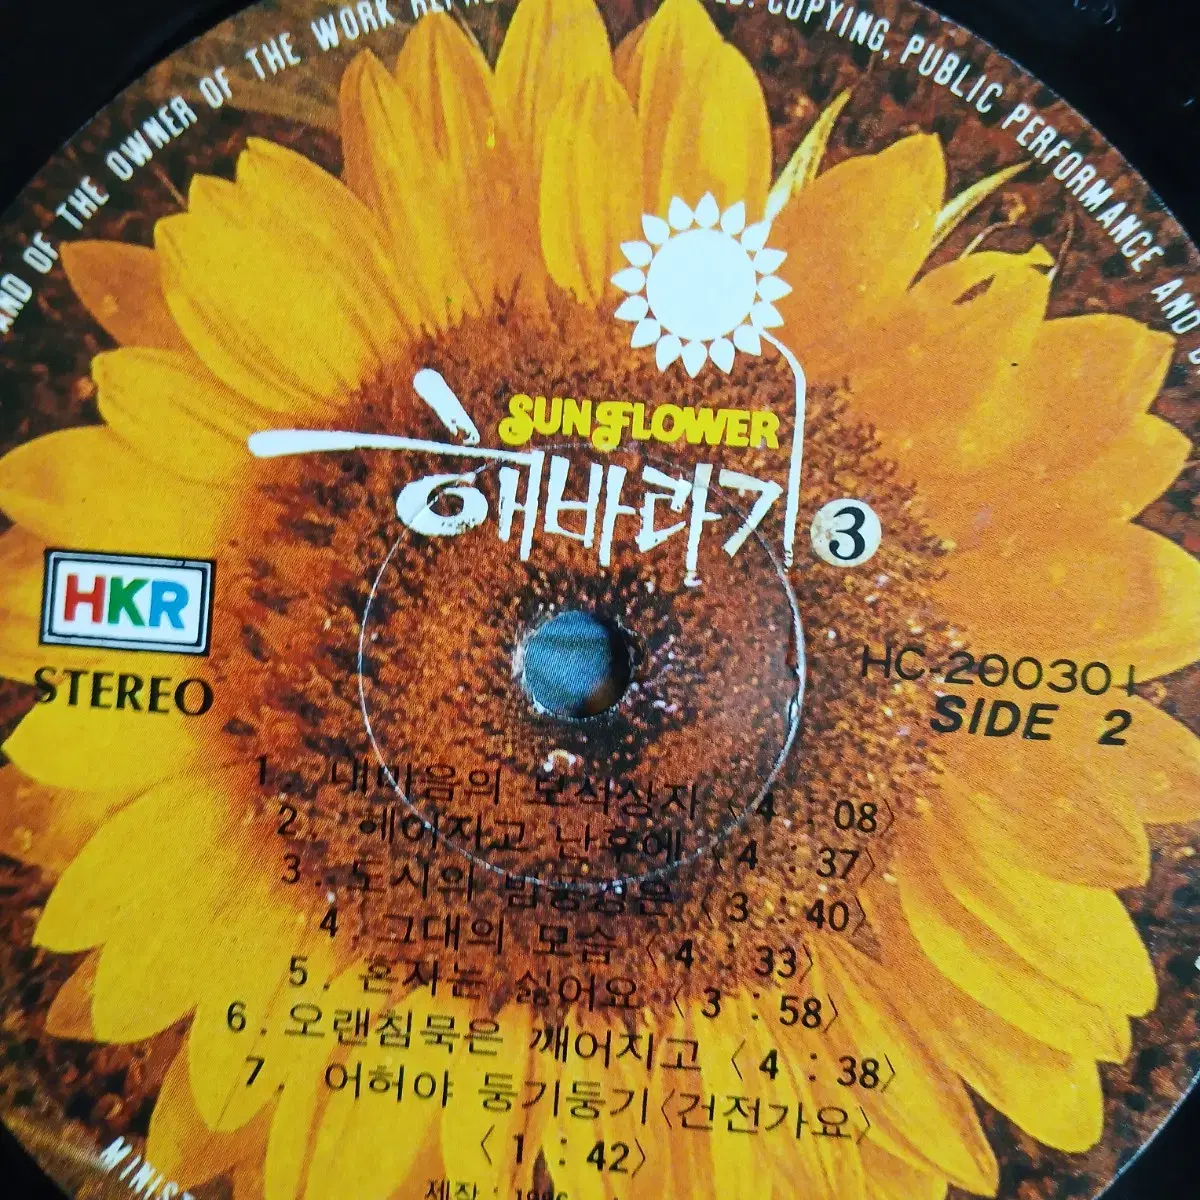 AND OF THE OWNER OF THE WORK
COPYING, PUBLIC PERFORMANCE AND
SUNFLOWER
해바라기 3
HKR
STEREO
HC-200301
SIDE 2
1. 내마음의 보석상자 〈4 : 08〉
2. 헤어지고 난후에 〈4 : 37〉
3. 도시의 밤풍경은 〈3 : 40〉
4. 그대의 모습 〈4 : 33〉
5. 혼자는 싫어요 〈3 : 58〉
6. 오랜침묵은 깨어지고 〈4 : 38〉
7. 어허야 둥기둥기〈건전가요〉
〈1 : 42〉
제작 : 1986